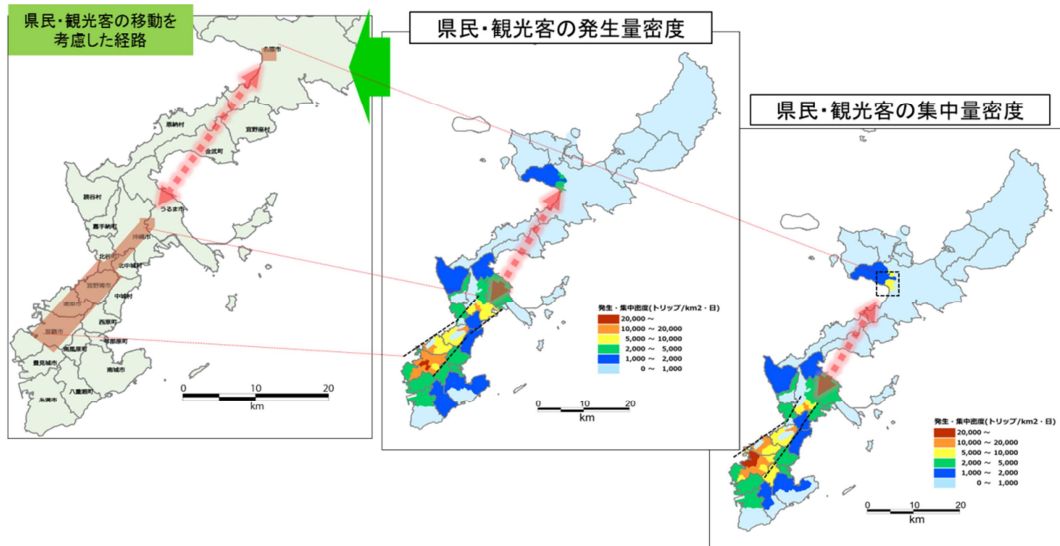 県民・観光客の移動を
考慮した経路
名護市
恩納村
宜野座村
金武町
読谷村
うるま市
嘉手納町
沖縄市
北谷町
北中城村
宜野湾市
中城村
浦添市
西原町
那覇市
与那原町
南風原町
豊見城市
南城市
八重瀬町
糸満市
0 10 20
km
県民・観光客の発生量密度
発生・集中密度(トリップ/km2・日)
20,000 ~
10,000 ~ 20,000
5,000 ~ 10,000
2,000 ~ 5,000
1,000 ~ 2,000
0 ~ 1,000
0 10 20
km
県民・観光客の集中量密度
発生・集中密度(トリップ/km2・日)
20,000 ~
10,000 ~ 20,000
5,000 ~ 10,000
2,000 ~ 5,000
1,000 ~ 2,000
0 ~ 1,000
0 10 20
km